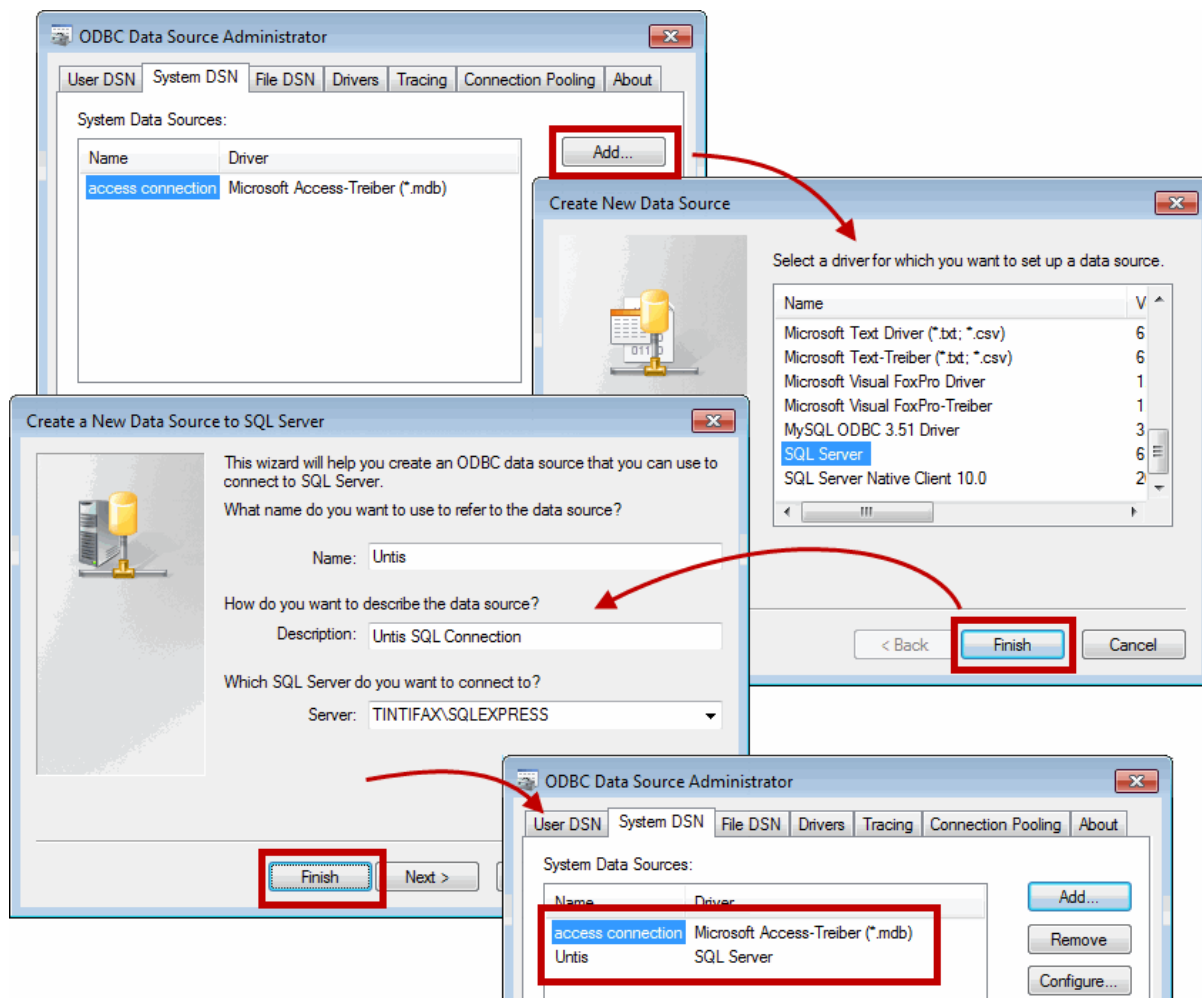 ODBC Data Source Administrator
User DSN System DSN File DSN Drivers Tracing Connection Pooling About
System Data Sources:
Name Driver
access connection Microsoft Access-Treiber (*.mdb)
Add...
Create New Data Source
Select a driver for which you want to set up a data source.
Name V
Microsoft Text Driver (*.txt; *.csv) 6
Microsoft Text-Treiber (*.txt; *.csv) 6
Microsoft Visual FoxPro Driver 1
Microsoft Visual FoxPro-Treiber 1
MySQL ODBC 3.51 Driver 3
SQL Server 6
SQL Server Native Client 10.0 2
< Back Finish Cancel
Create a New Data Source to SQL Server
This wizard will help you create an ODBC data source that you can use to
connect to SQL Server.
What name do you want to use to refer to the data source?
Name: Untis
How do you want to describe the data source?
Description: Untis SQL Connection
Which SQL Server do you want to connect to?
Server: TINTIFAX\SQLEXPRESS
Finish Next >
ODBC Data Source Administrator
User DSN System DSN File DSN Drivers Tracing Connection Pooling About
System Data Sources:
Name Driver
access connection Microsoft Access-Treiber (*.mdb)
Untis SQL Server
Add...
Remove
Configure...